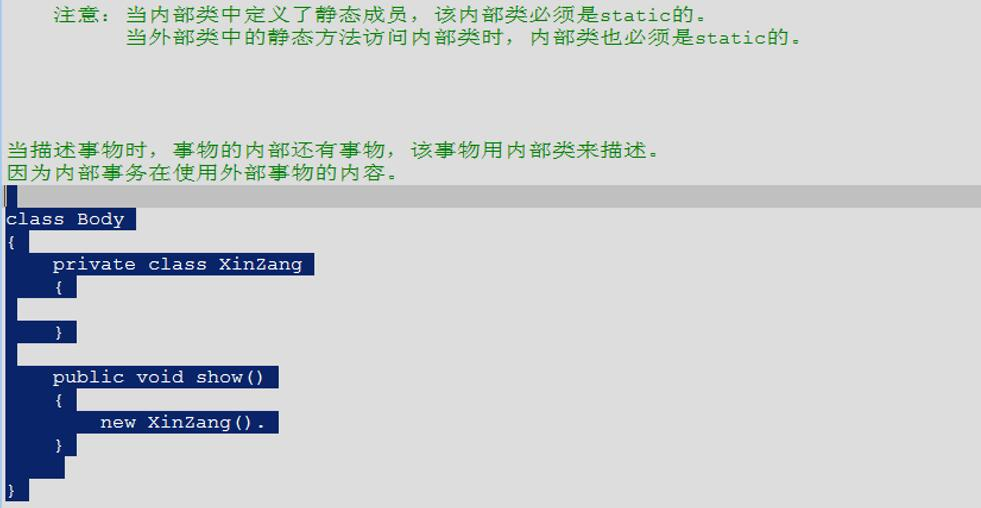 注意：当内部类中定义了静态成员，该内部类必须是static的。
当外部类中的静态方法访问内部类时，内部类也必须是static的。
当描述事物时，事物的内部还有事物，该事物用内部类来描述。
因为内部事务在使用外部事物的内容。
class Body
{
private class XinZang
{
}
public void show()
{
new XinZang().
}
}